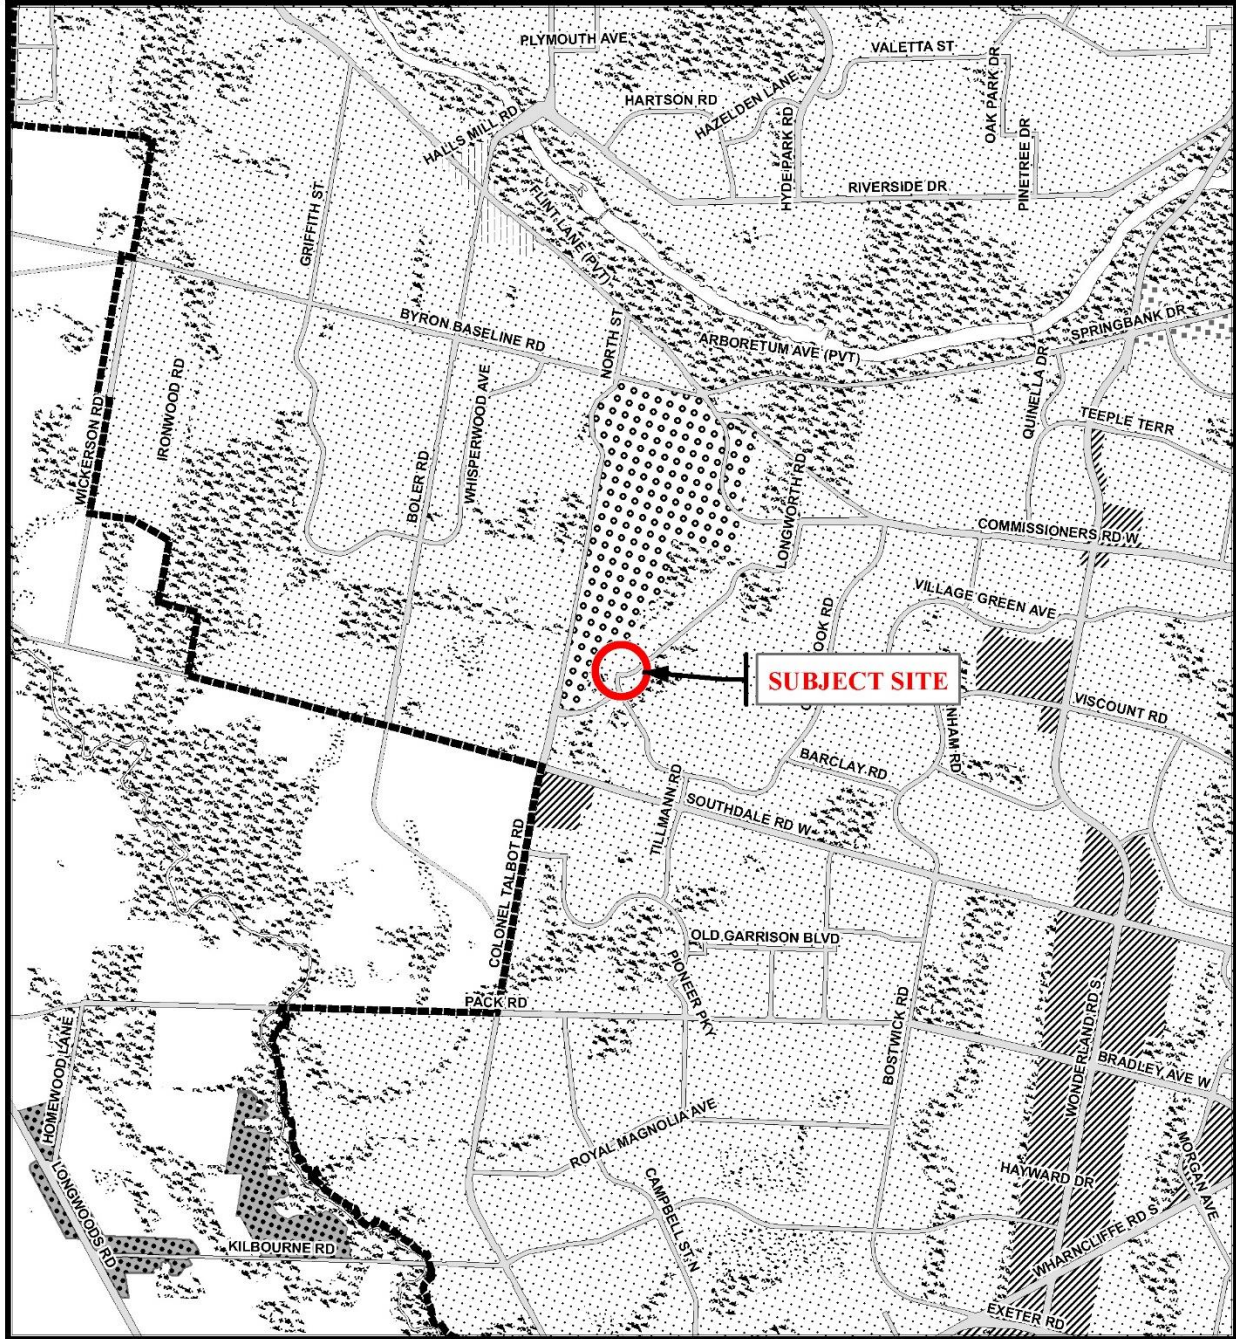 PLYMOUTH AVE
VALETTA ST
HARTSON RD
HAZELDEN LANE
OAK PARK DR
HALLS MILL RD
HYDE PARK RD
PINETREE DR
RIVERSIDE DR
GRIFFITH ST
FLINT LANE (PVT)
BYRON BASELINE RD
NORTH ST
ARBORETUM AVE (PVT)
SPRINGBANK DR
QUINELLA DR
WICKERSON RD
IRONWOOD RD
WHISPERWOOD AVE
TEEPLE TERR
BOLER RD
LONGWORTH RD
COMMISSIONERS RD W
VILLAGE GREEN AVE
OOK RD
SUBJECT SITE
NHAM RD
VISCOUNT RD
BARCLAY RD
TILLMANN RD
SOUTHDALE RD W
COLONEL TALBOT RD
OLD GARRISON BLVD
PIONEER PKY
PACK RD
BOSTWICK RD
WONDERLAND RD S
HOMEWOOD LANE
BRADLEY AVE W
ROYAL MAGNOLIA AVE
MORGAN AVE
HAYWARD DR
LONGWOODS RD
CAMPBELL ST N
KILBOURNE RD
WHARNCLIFFE RD S
EXETER RD